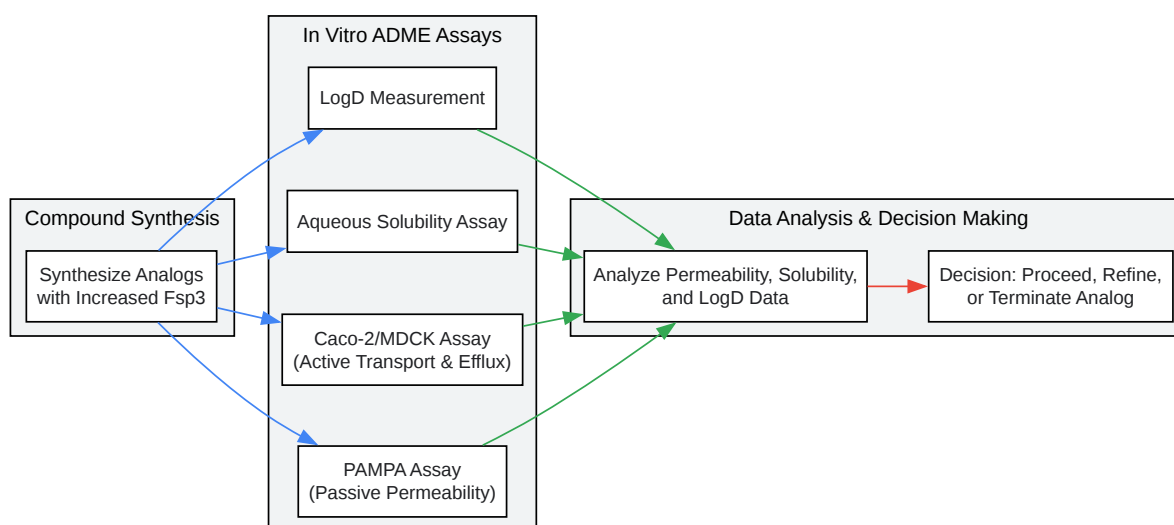 Compound Synthesis
Synthesize Analogs
with Increased Fsp3
In Vitro ADME Assays
LogD Measurement
Aqueous Solubility Assay
Caco-2/MDCK Assay
(Active Transport & Efflux)
PAMPA Assay
(Passive Permeability)
Data Analysis & Decision Making
Analyze Permeability, Solubility,
and LogD Data
Decision: Proceed, Refine,
or Terminate Analog